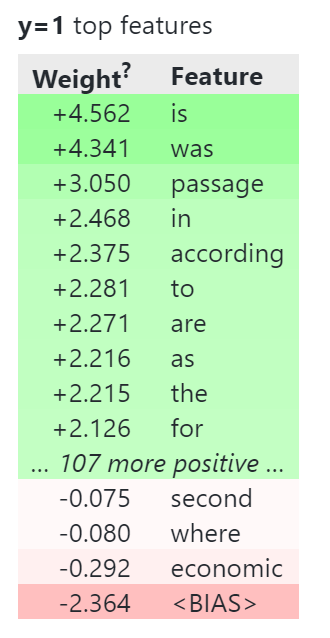 y=1 top features
Weight? Feature
+4.562 is
+4.341 was
+3.050 passage
+2.468 in
+2.375 according
+2.281 to
+2.271 are
+2.216 as
+2.215 the
+2.126 for
... 107 more positive ...
-0.075 second
-0.080 where
-0.292 economic
-2.364 <BIAS>